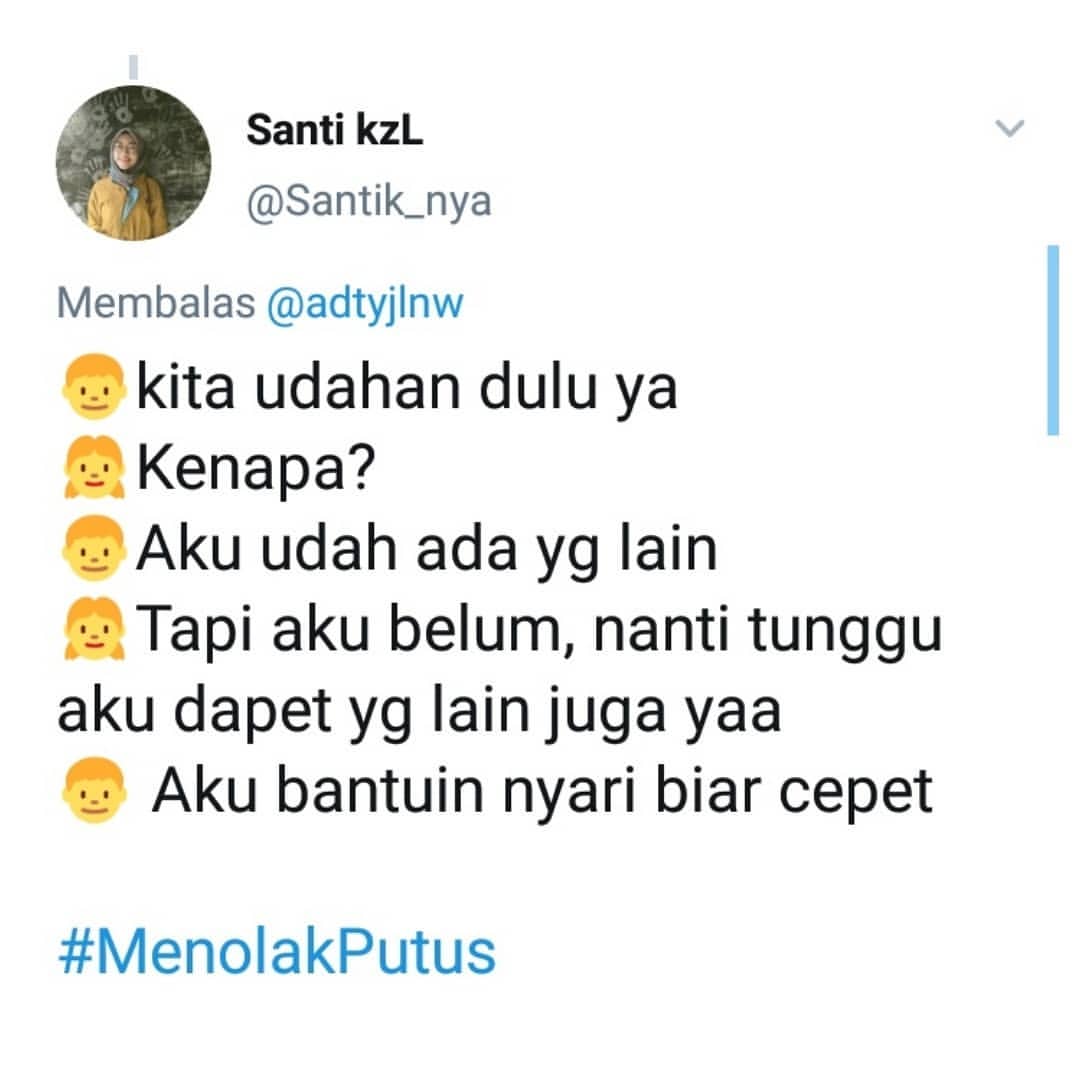 Santi kzL
@Santik_nya
Membalas @adtyjlnw
👦kita udahan dulu ya
👧Kenapa?
👦Aku udah ada yg lain
👧Tapi aku belum, nanti tunggu
aku dapet yg lain juga yaa
👦 Aku bantuin nyari biar cepet
#MenolakPutus